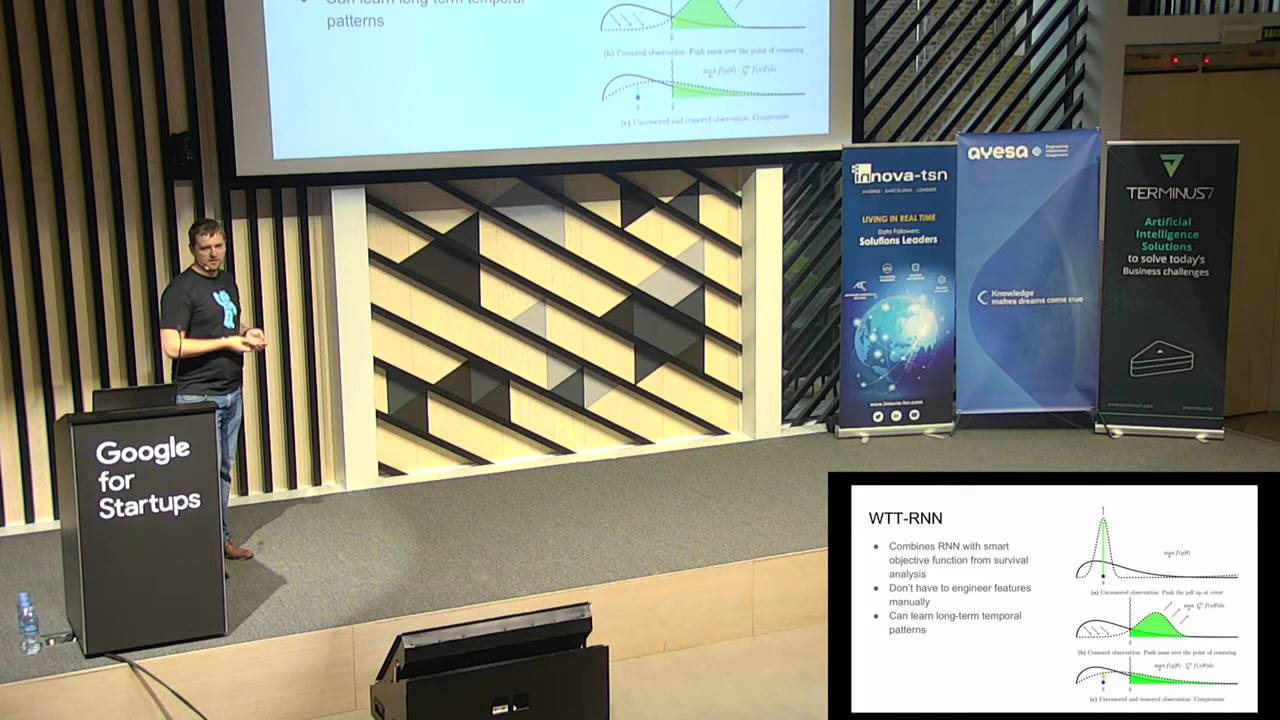 patterns
(b) Censored observation: Push mass over the point of censoring
(c) Uncensored and censored observation: Compromise
innova-tsn
MADRID | BARCELONA | LONDRES
LIVING IN REAL TIME
Data Followers;
Solutions Leaders
www.innova-tsn.com
ayesa
Knowledge
makes dreams come true
TERMINUS7
Artificial
Intelligence
Solutions
to solve today's
Business challenges
Google
for
Startups
WTT-RNN
• Combines RNN with smart
objective function from survival
analysis
• Don't have to engineer features
manually
• Can learn long-term temporal
patterns
(a) Uncensored observation: Push the pdf up at event
(b) Censored observation: Push mass over the point of censoring
(c) Uncensored and censored observation: Compromise